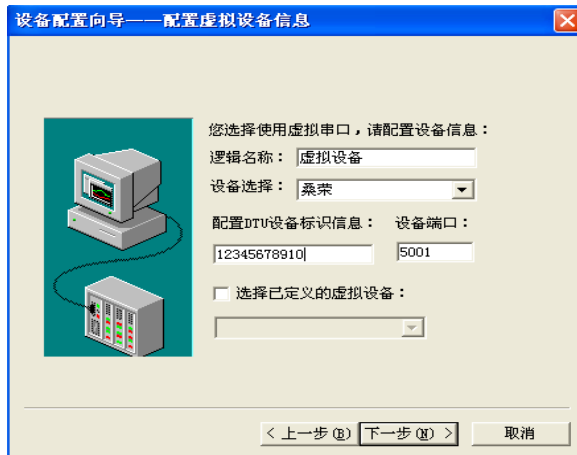 设备配置向导——配置虚拟设备信息
您选择使用虚拟串口，请配置设备信息：
逻辑名称： 虚拟设备
设备选择： 桑荣
配置DTU设备标识信息： 设备端口：
12345678910 5001
选择已定义的虚拟设备：
< 上一步(B) 下一步(N) > 取消